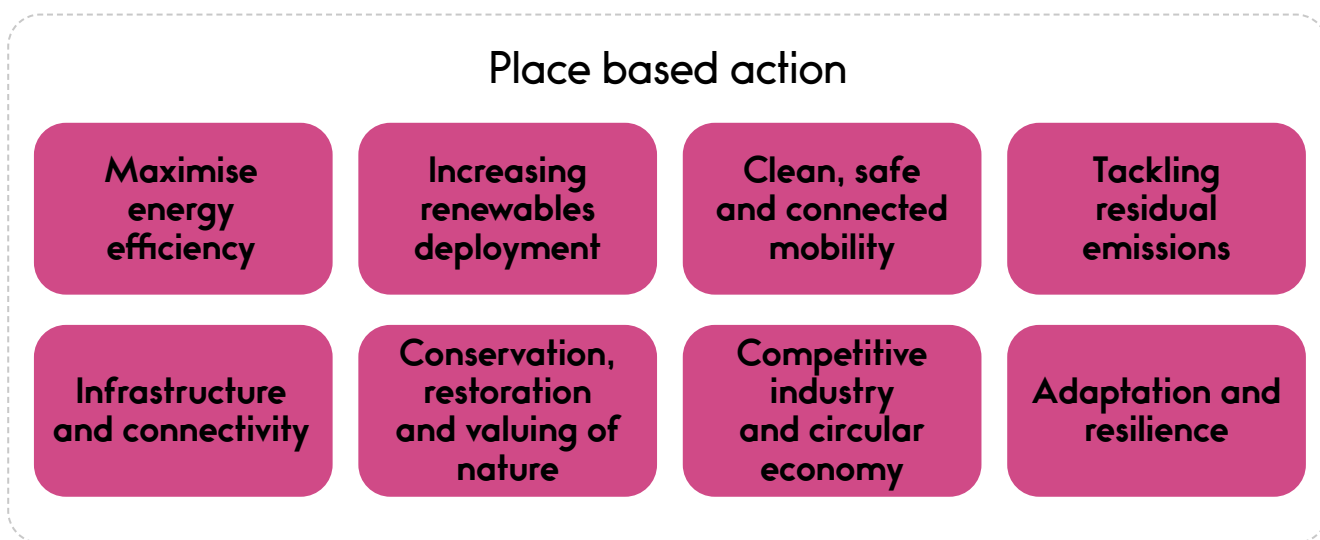 Place based action
Maximise
energy
efficiency
Increasing
renewables
deployment
Clean, safe
and connected
mobility
Tackling
residual
emissions
Infrastructure
and connectivity
Conservation,
restoration
and valuing of
nature
Competitive
industry
and circular
economy
Adaptation and
resilience